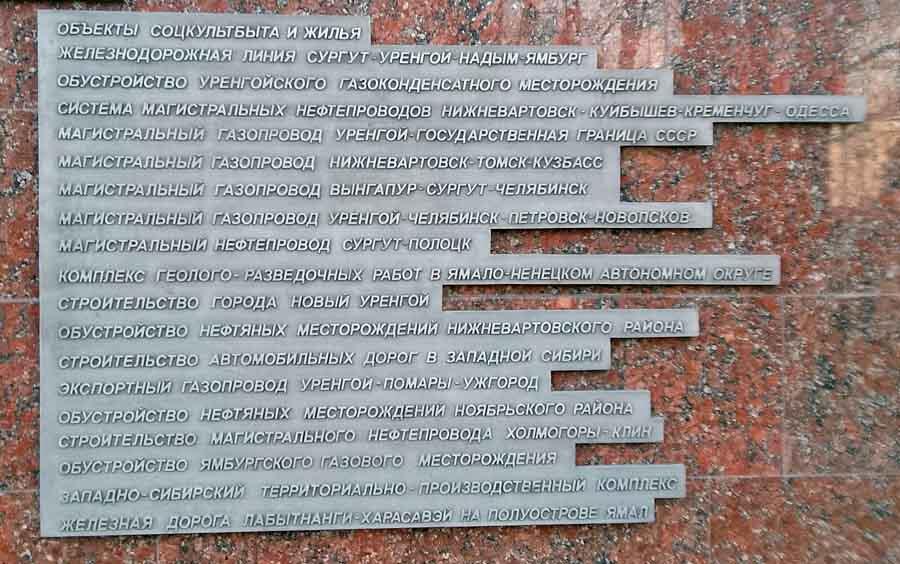 ОБЪЕКТЫ СОЦКУЛЬТБЫТА И ЖИЛЬЯ
ЖЕЛЕЗНОДОРОЖНАЯ ЛИНИЯ СУРГУТ-УРЕНГОЙ-НАДЫМ-ЯМБУРГ
ОБУСТРОЙСТВО УРЕНГОЙСКОГО ГАЗОКОНДЕНСАТНОГО МЕСТОРОЖДЕНИЯ
СИСТЕМА МАГИСТРАЛЬНЫХ НЕФТЕПРОВОДОВ НИЖНЕВАРТОВСК-КУЙБЫШЕВ-КРЕМЕНЧУГ-ОДЕССА
МАГИСТРАЛЬНЫЙ ГАЗОПРОВОД УРЕНГОЙ-ГОСУДАРСТВЕННАЯ ГРАНИЦА СССР
МАГИСТРАЛЬНЫЙ ГАЗОПРОВОД НИЖНЕВАРТОВСК-ТОМСК-КУЗБАСС
МАГИСТРАЛЬНЫЙ ГАЗОПРОВОД ВЫНГАПУР-СУРГУТ-ЧЕЛЯБИНСК
МАГИСТРАЛЬНЫЙ ГАЗОПРОВОД УРЕНГОЙ-ЧЕЛЯБИНСК-ПЕТРОВСК-НОВОПСКОВ
МАГИСТРАЛЬНЫЙ НЕФТЕПРОВОД СУРГУТ-ПОЛОЦК
КОМПЛЕКС ГЕОЛОГО-РАЗВЕДОЧНЫХ РАБОТ В ЯМАЛО-НЕНЕЦКОМ АВТОНОМНОМ ОКРУГЕ
СТРОИТЕЛЬСТВО ГОРОДА НОВЫЙ УРЕНГОЙ
ОБУСТРОЙСТВО НЕФТЯНЫХ МЕСТОРОЖДЕНИЙ НИЖНЕВАРТОВСКОГО РАЙОНА
СТРОИТЕЛЬСТВО АВТОМОБИЛЬНЫХ ДОРОГ В ЗАПАДНОЙ СИБИРИ
ЭКСПОРТНЫЙ ГАЗОПРОВОД УРЕНГОЙ-ПОМАРЫ-УЖГОРОД
ОБУСТРОЙСТВО НЕФТЯНЫХ МЕСТОРОЖДЕНИЙ НОЯБРЬСКОГО РАЙОНА
СТРОИТЕЛЬСТВО МАГИСТРАЛЬНОГО НЕФТЕПРОВОДА ХОЛМОГОРЫ-КЛИН
ОБУСТРОЙСТВО ЯМБУРГСКОГО ГАЗОВОГО МЕСТОРОЖДЕНИЯ
ЗАПАДНО-СИБИРСКИЙ ТЕРРИТОРИАЛЬНО-ПРОИЗВОДСТВЕННЫЙ КОМПЛЕКС
ЖЕЛЕЗНАЯ ДОРОГА ЛАБЫТНАНГИ-ХАРАСАВЭЙ НА ПОЛУОСТРОВЕ ЯМАЛ